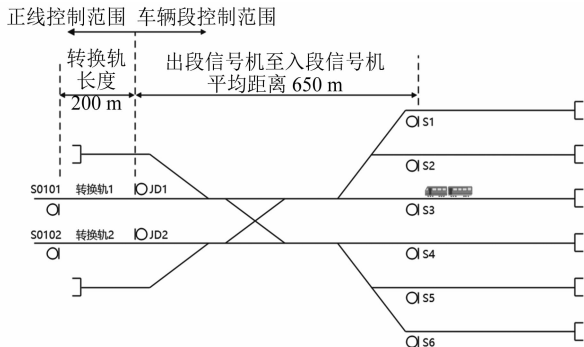 正线控制范围 车辆段控制范围
转换轨
长度
200 m
出段信号机至入段信号机
平均距离 650 m
S1
S2
S0101 转换轨1 JD1
S3
S0102 转换轨2 JD2
S4
S5
S6